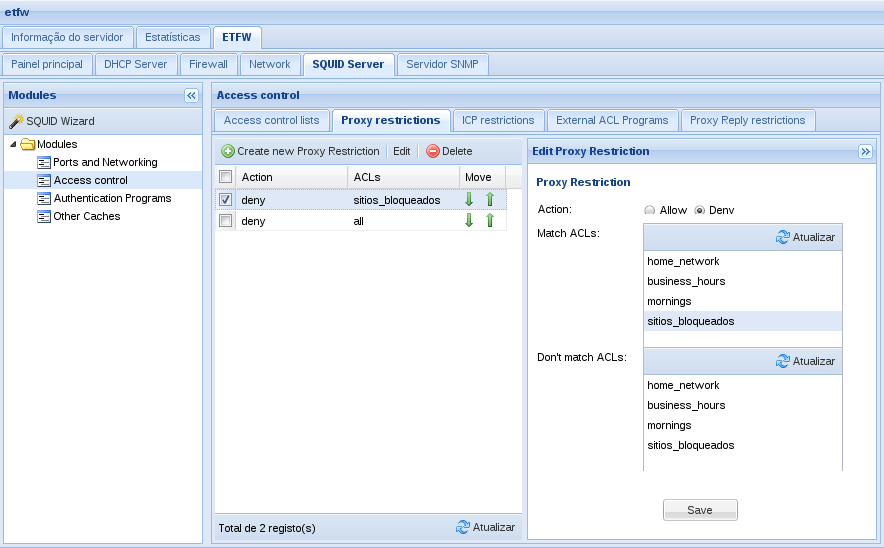 etfw
Informação do servidor Estatísticas ETFW
Painel principal DHCP Server Firewall Network SQUID Server Servidor SNMP
Modules
SQUID Wizard
Modules
Ports and Networking
Access control
Authentication Programs
Other Caches
Access control
Access control lists Proxy restrictions ICP restrictions External ACL Programs Proxy Reply restrictions
Create new Proxy Restriction Edit Delete
Action ACLs Move
deny sitios_bloqueados
deny all
Total de 2 registo(s) Atualizar
Edit Proxy Restriction
Proxy Restriction
Action: Allow Deny
Match ACLs: Atualizar
home_network
business_hours
mornings
sitios_bloqueados
Don't match ACLs: Atualizar
home_network
business_hours
mornings
sitios_bloqueados
Save